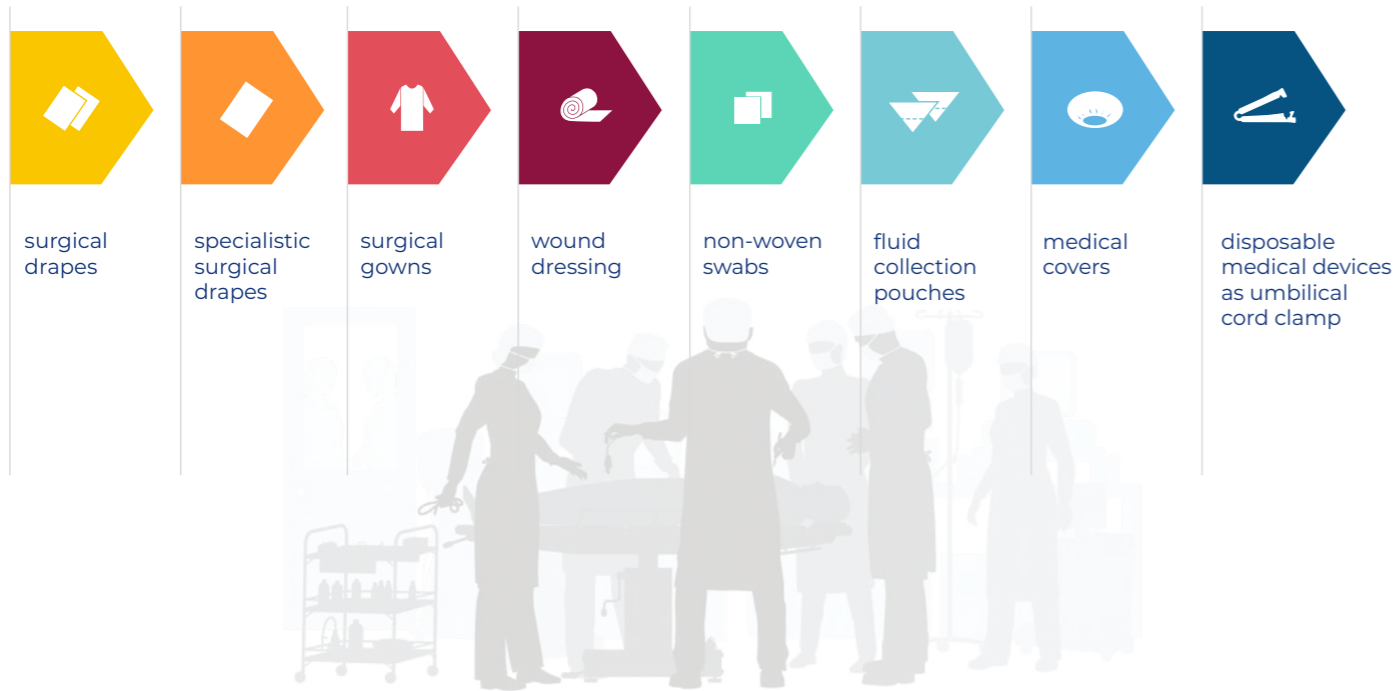 surgical
drapes
specialistic
surgical
drapes
surgical
gowns
wound
dressing
non-woven
swabs
fluid
collection
pouches
medical
covers
disposable
medical devices
as umbilical
cord clamp